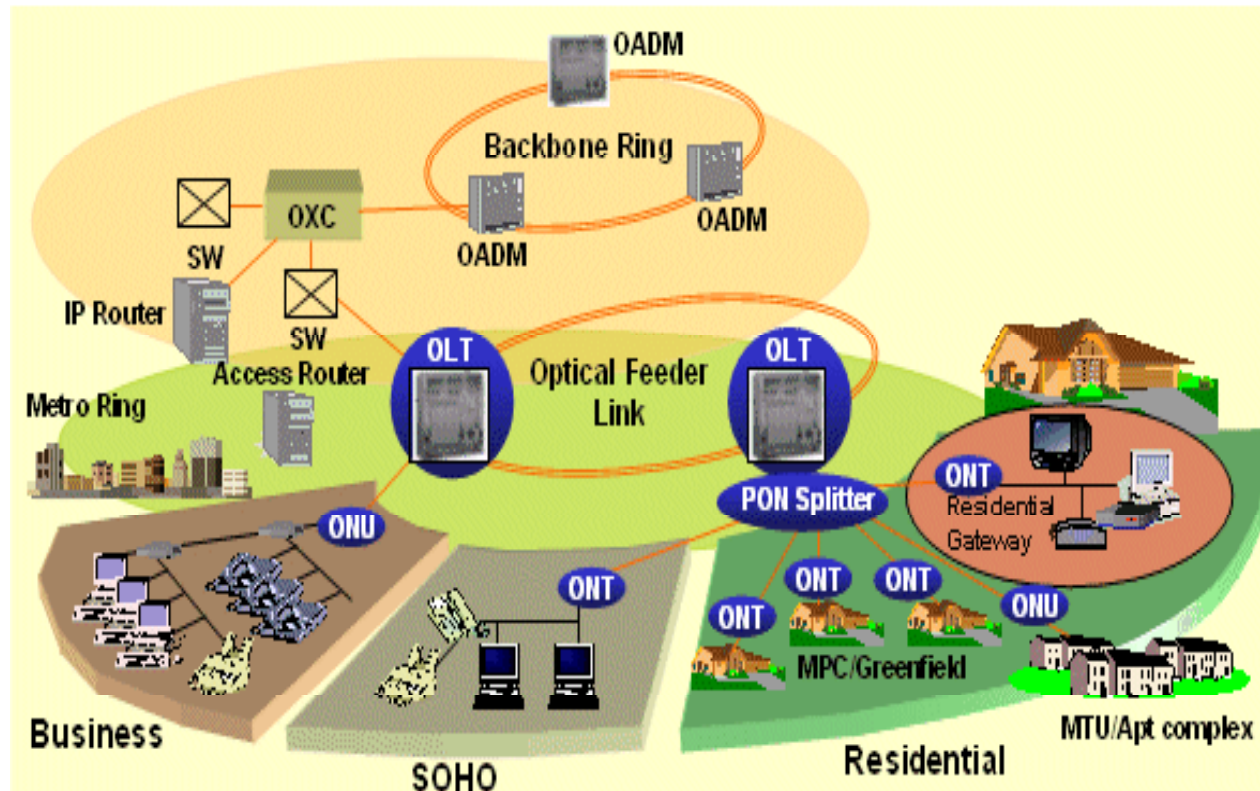 OADM
Backbone Ring
OXC
OADM
OADM
SW
IP Router
SW
Access Router
OLT
Optical Feeder
Link
OLT
Metro Ring
ONU
PON Splitter
ONT
Residential
Gateway
ONT
ONT
ONT
ONT
ONU
MPC/Greenfield
MTU/Apt complex
Business
SOHO
Residential